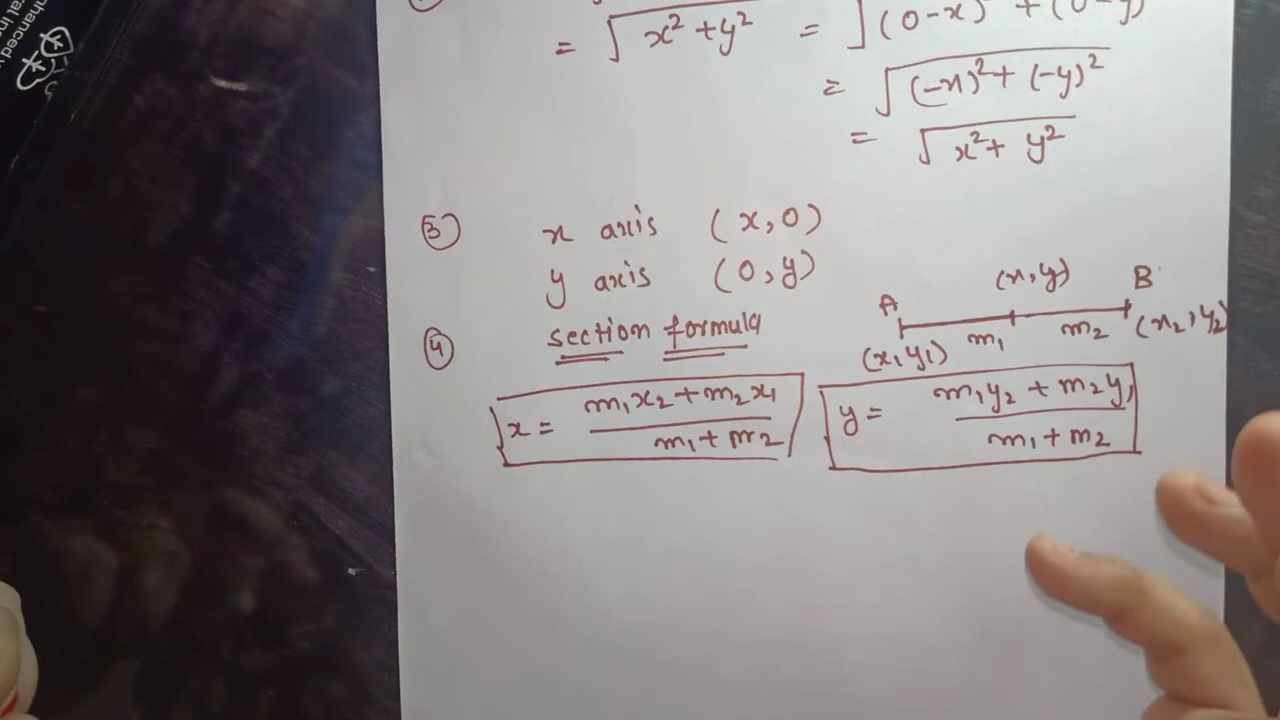 = √x² + y² = √(0-x)² + (0-y)
= √(-x)² + (-y)²
= √x² + y²
③ x axis (x,0)
y axis (0,y)
④ section formula
A (x,y) B
(x₁ y₁) m₁ m₂ (x₂, y₂)
x = m₁x₂ + m₂x₁ / m₁ + m₂
y = m₁y₂ + m₂y₁ / m₁ + m₂